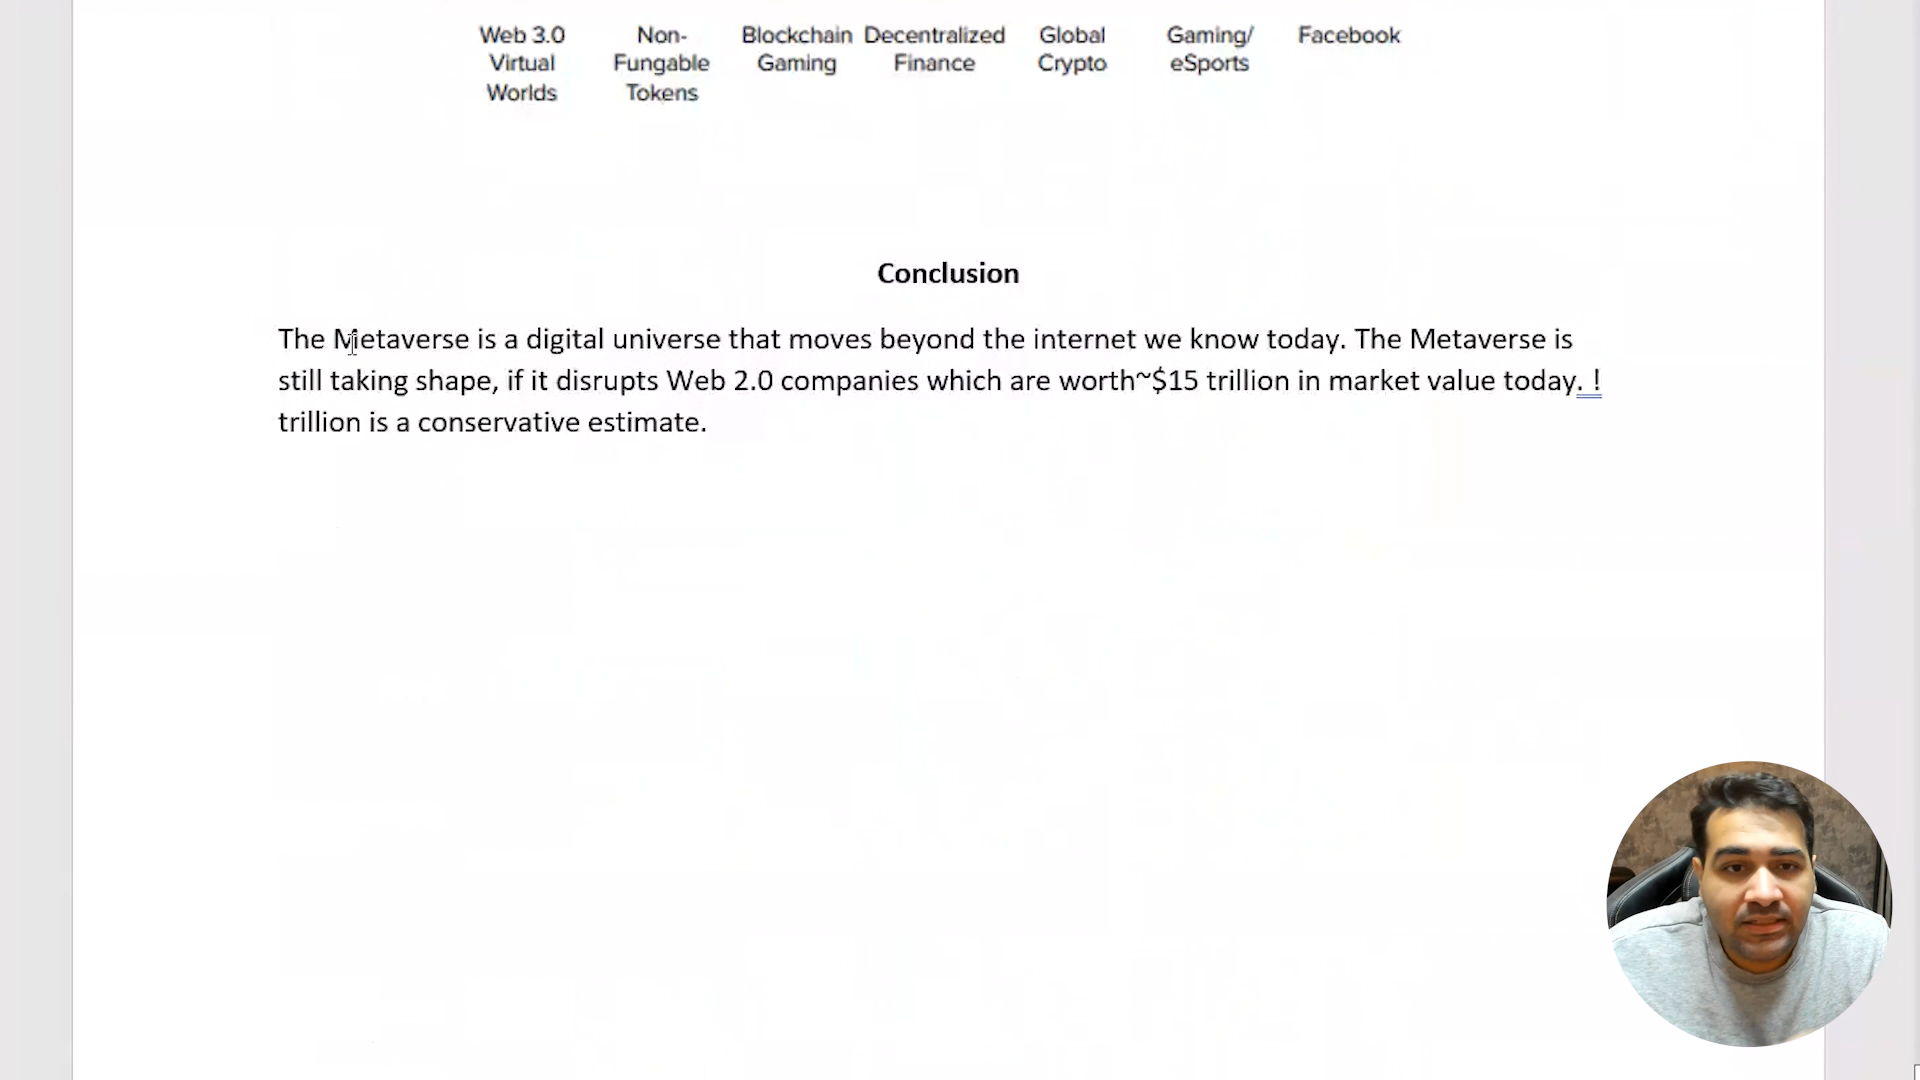 Web 3.0 Virtual Worlds
Non-Fungable Tokens
Blockchain Gaming
Decentralized Finance
Global Crypto
Gaming/ eSports
Facebook
Conclusion
The Metaverse is a digital universe that moves beyond the internet we know today. The Metaverse is
still taking shape, if it disrupts Web 2.0 companies which are worth~$15 trillion in market value today. !
trillion is a conservative estimate.